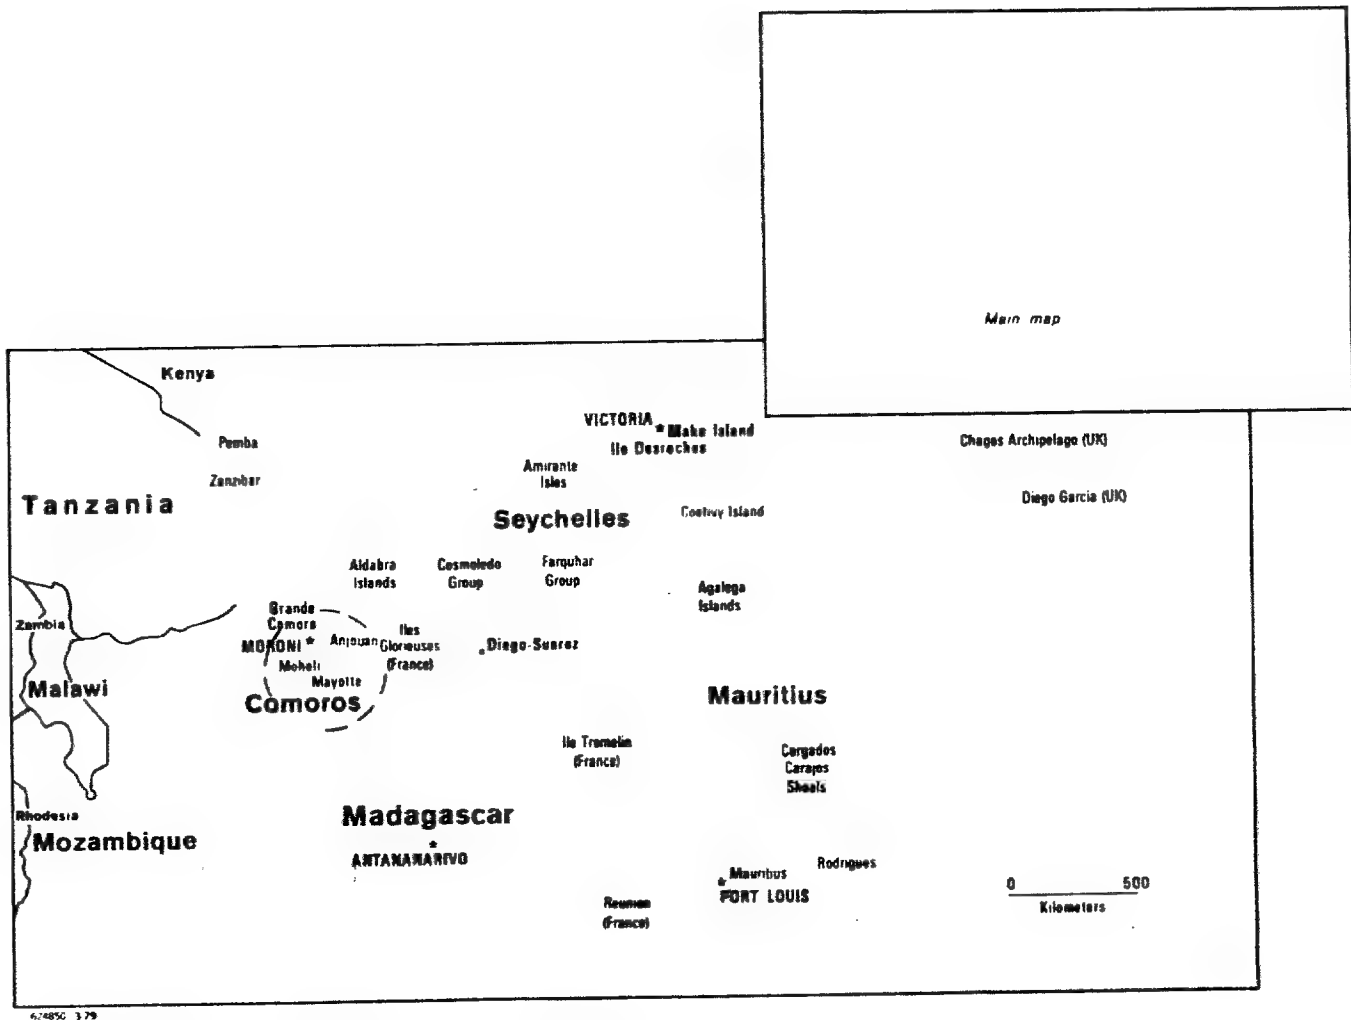 Main map
Kenya
Pemba
Zanzibar
Tanzania
VICTORIA
Make Island
Ile Desroches
Amirante
Isles
Seychelles
Coetivy Island
Chagos Archipelago (UK)
Diego Garcia (UK)
Aldabra
Islands
Cosmoledo
Group
Farquhar
Group
Agalega
Islands
Zambia
Grande
Comore
MORONI
Anjouan
Iles
Glorieuses
(France)
Moheli
Mayotte
Diego-Suarez
Malawi
Comoros
Mauritius
Ile Tromelin
(France)
Cargados
Carajos
Shoals
Rhodesia
Mozambique
Madagascar
ANTANANARIVO
Mauritius
Rodrigues
PORT LOUIS
Reunion
(France)
0 500
Kilometers
624850 3 79